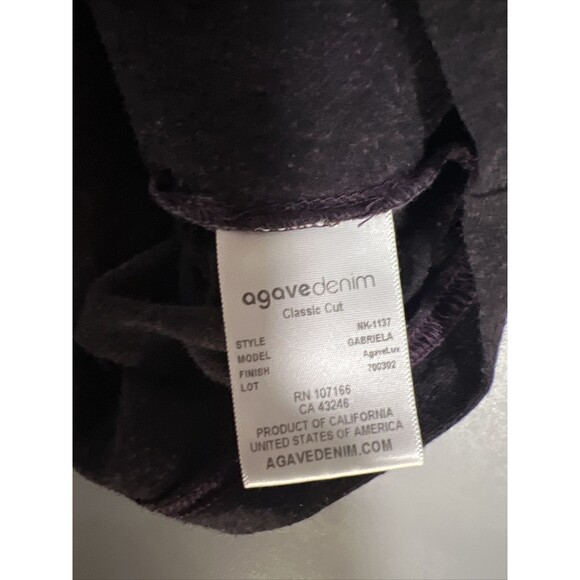 agavedenim
Classic Cut
STYLE NK-1137
MODEL GABRIELA
FINISH AgaveLux
LOT 700302
RN 107166
CA 43246
PRODUCT OF CALIFORNIA
UNITED STATES OF AMERICA
AGAVEDENIM.COM